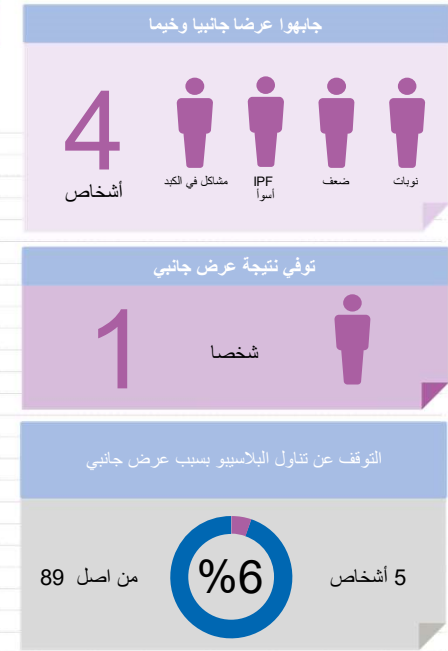 جابهوا عرضا جانبيا وخيما
نوبات
ضعف
IPF
أسوأ
مشاكل في الكبد
4
أشخاص
توفي نتيجة عرض جانبي
شخصا
1
التوقف عن تناول البلاسيبو بسبب عرض جانبي
5 أشخاص
%6
من اصل 89